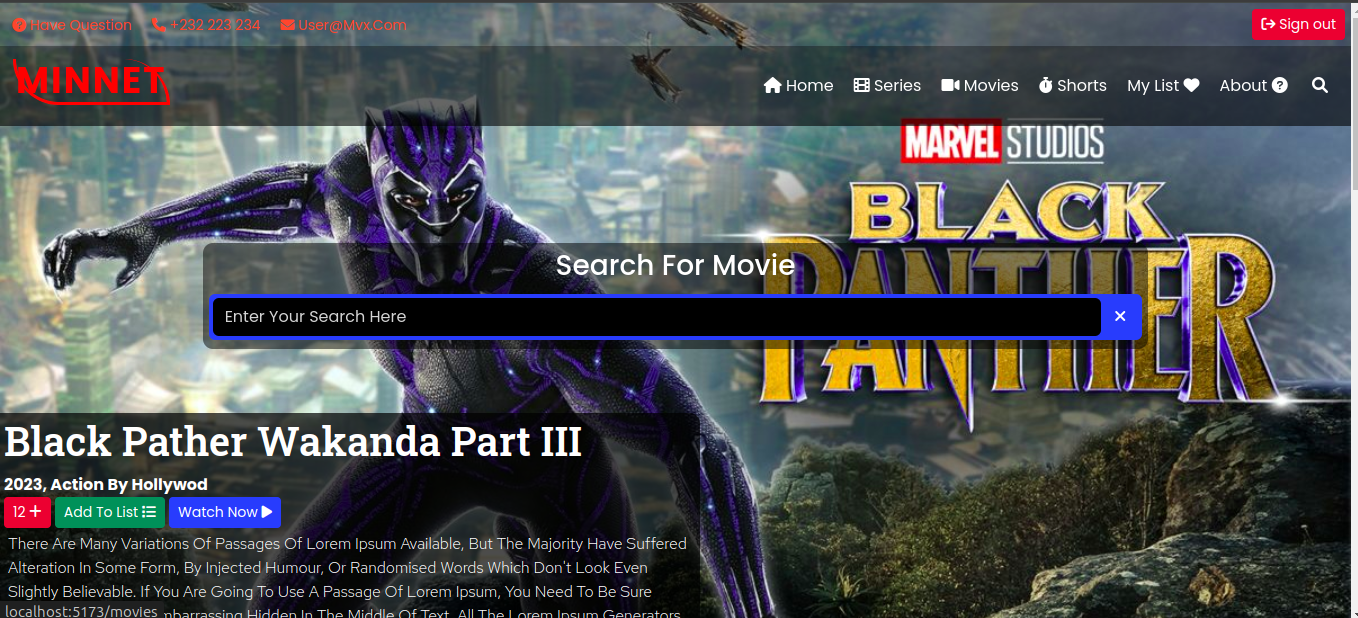 Have Question +232 223 234 User@Mvx.Com Sign out
MINNET Home Series Movies Shorts My List About
MARVEL STUDIOS
BLACK
PANTHER
Search For Movie
Enter Your Search Here
Black Pather Wakanda Part III
2023, Action By Hollywod
12 Add To List Watch Now
There Are Many Variations Of Passages Of Lorem Ipsum Available, But The Majority Have Suffered
Alteration In Some Form, By Injected Humour, Or Randomised Words Which Don't Look Even
Slightly Believable. If You Are Going To Use A Passage Of Lorem Ipsum, You Need To Be Sure
localhost:5173/movies Hidden In The Middle Of Text. All The Lorem Ipsum Generators